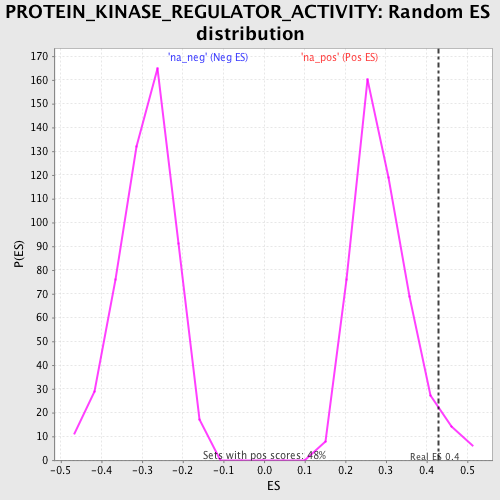 PROTEIN_KINASE_REGULATOR_ACTIVITY: Random ES
distribution
'na_neg' (Neg ES) 'na_pos' (Pos ES)
170
160
150
140
130
120
110
100
90
80
70
60
50
40
30
20
10
0
P(ES)
Sets with pos scores: 48%
Real ES 0.4
-0.5 -0.4 -0.3 -0.2 -0.1 0.0 0.1 0.2 0.3 0.4 0.5
ES